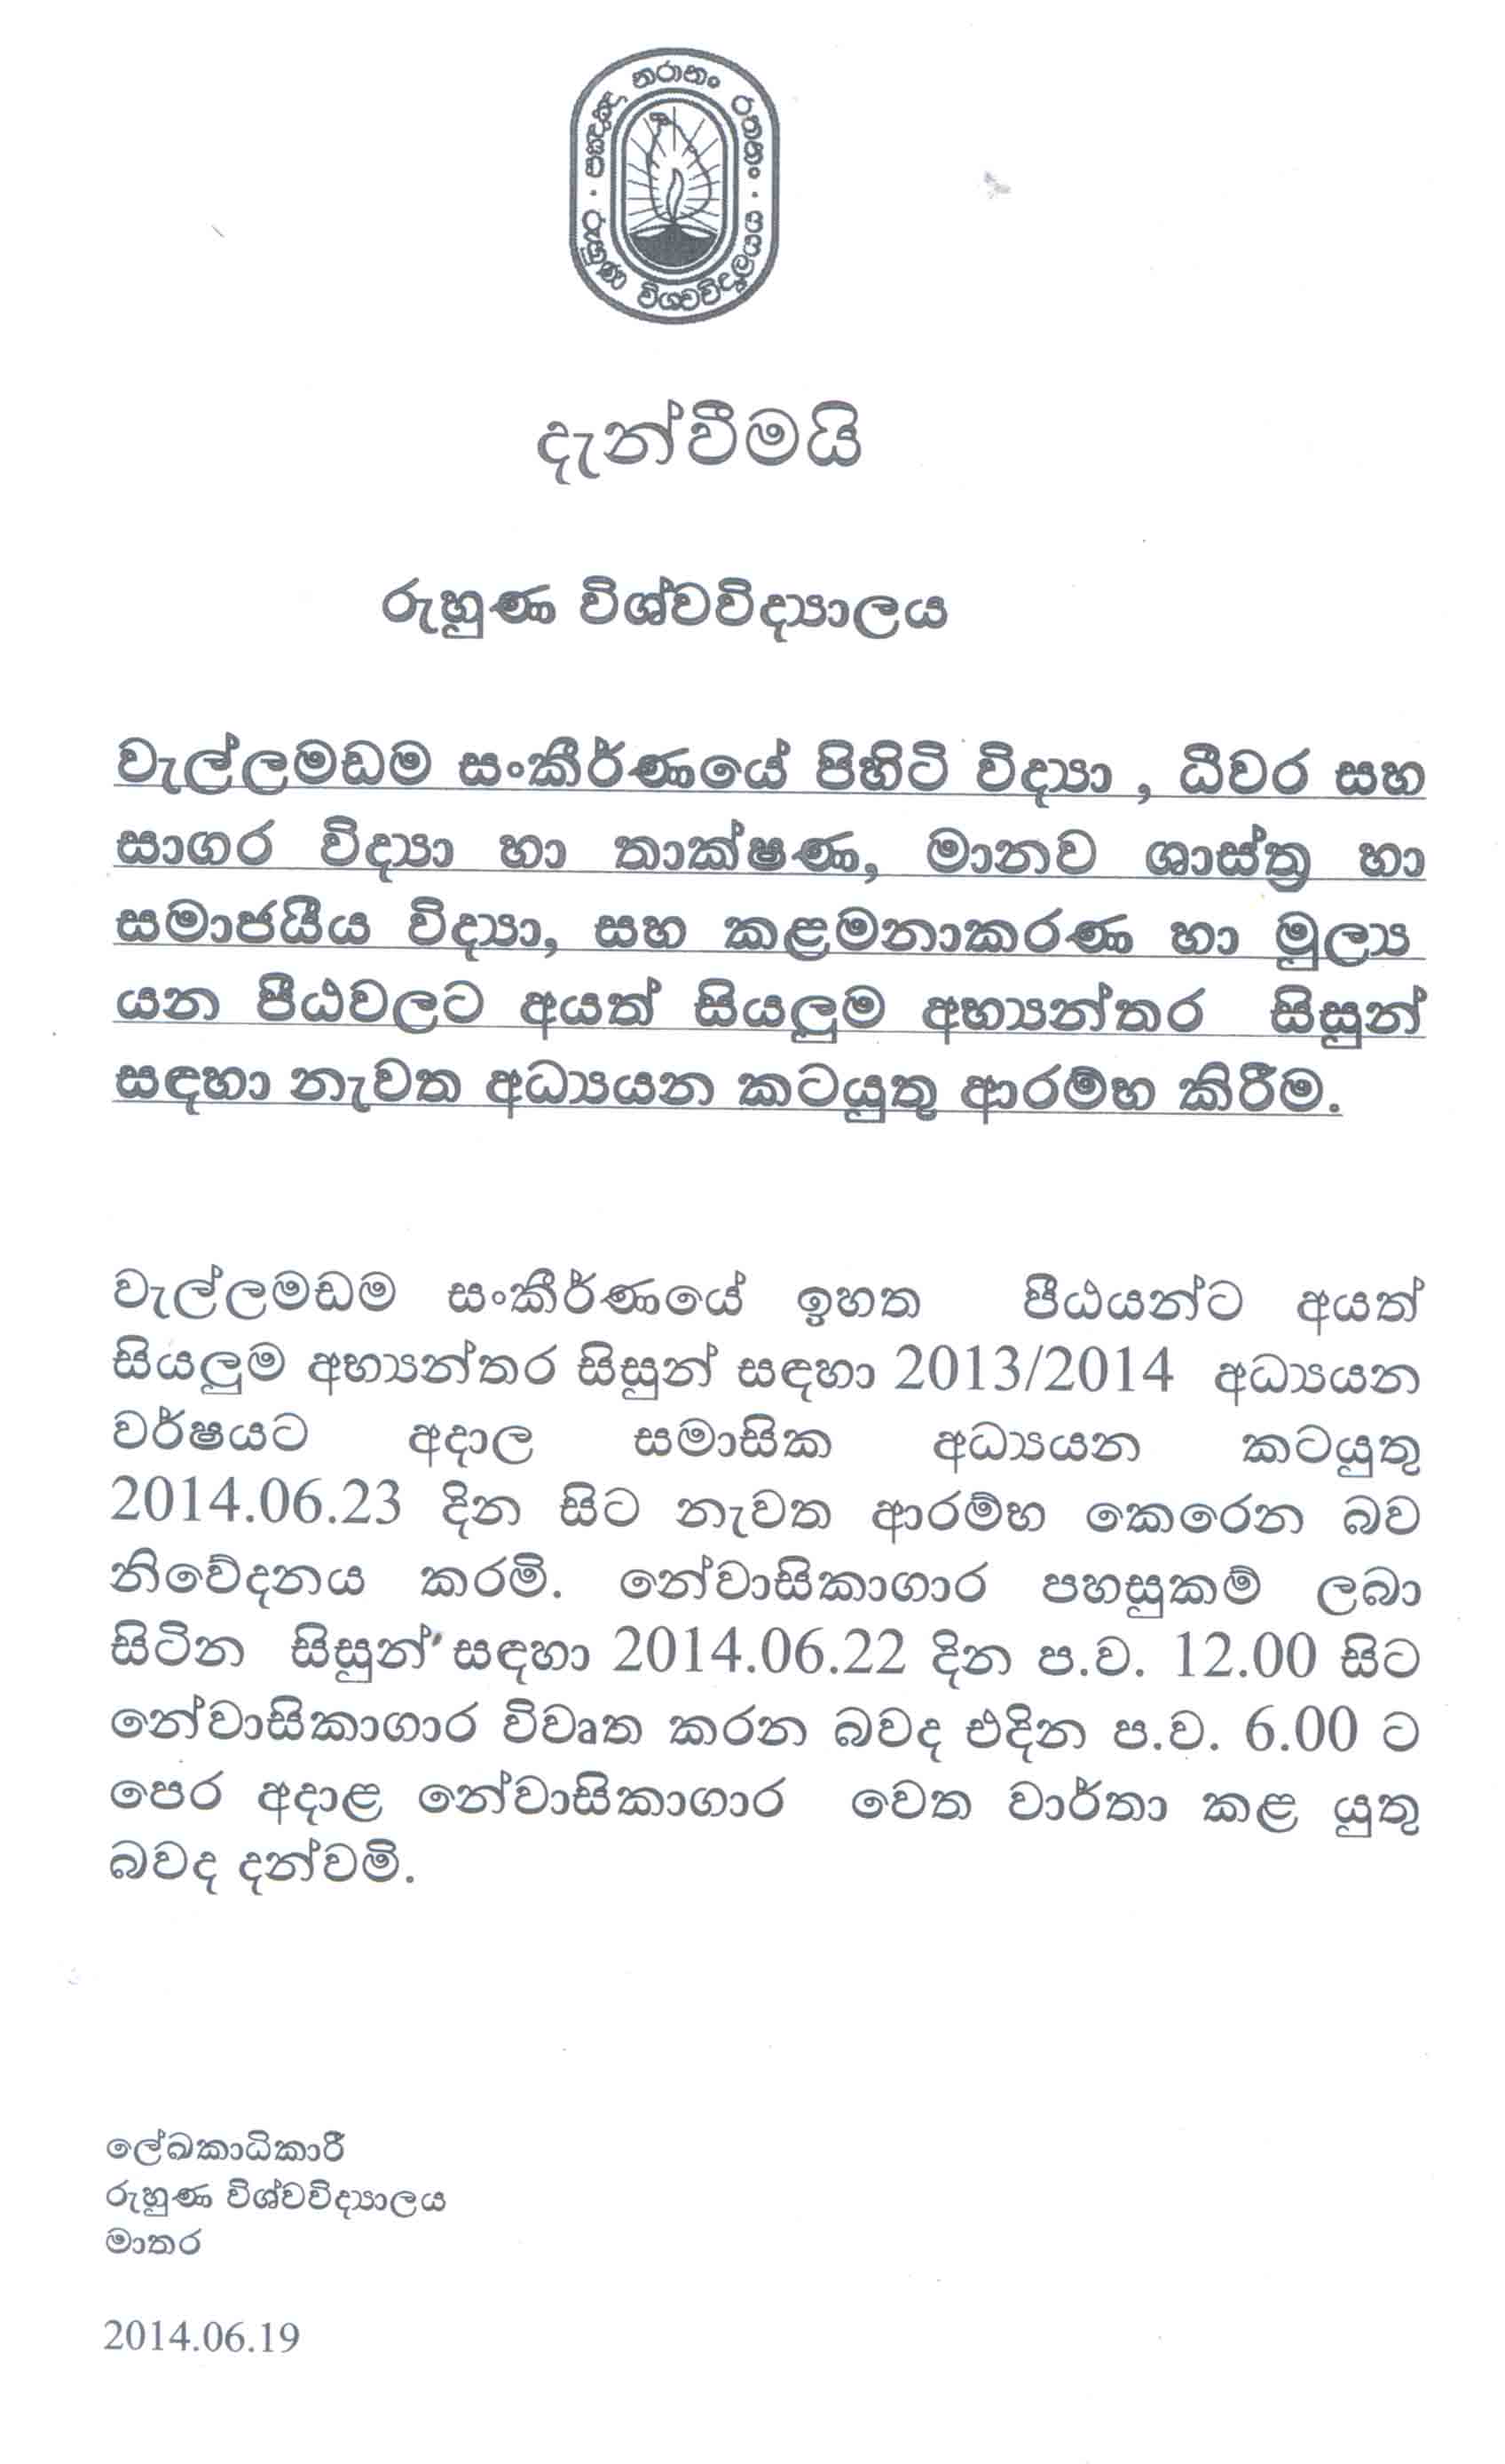 පඤ්ඤා නරානං රතනං
රුහුණ විශ්වවිද්‍යාලය
දැන්වීමයි
රුහුණ විශ්වවිද්‍යාලය
වැල්ලමඩම සංකීර්ණයේ පිහිටි විද්‍යා , ධීවර සහ
සාගර විද්‍යා හා තාක්ෂණ, මානව ශාස්ත්‍ර හා
සමාජයීය විද්‍යා, සහ කළමනාකරණ හා මූල්‍ය
යන පීඨවලට අයත් සියලුම අභ්‍යන්තර සිසුන්
සඳහා නැවත අධ්‍යයන කටයුතු ආරම්භ කිරීම.
වැල්ලමඩම සංකීර්ණයේ ඉහත පීඨයන්ට අයත්
සියලුම අභ්‍යන්තර සිසුන් සඳහා 2013/2014 අධ්‍යයන
වර්ෂයට අදාල සමාසික අධ්‍යයන කටයුතු
2014.06.23 දින සිට නැවත ආරම්භ කෙරෙන බව
නිවේදනය කරමි. නේවාසිකාගාර පහසුකම් ලබා
සිටින සිසුන් සඳහා 2014.06.22 දින ප.ව. 12.00 සිට
නේවාසිකාගාර විවෘත කරන බවද එදින ප.ව. 6.00 ට
පෙර අදාළ නේවාසිකාගාර වෙත වාර්තා කළ යුතු
බවද දන්වමි.
ලේඛකාධිකාරී
රුහුණ විශ්වවිද්‍යාලය
මාතර
2014.06.19